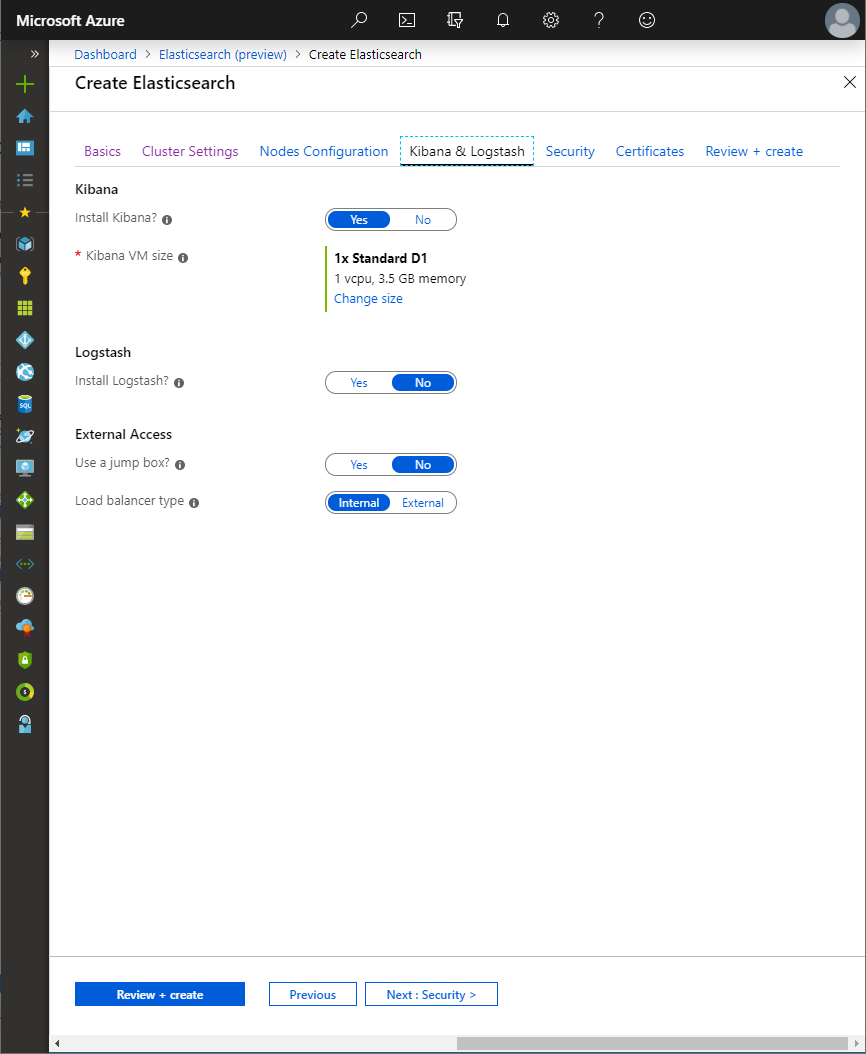 Microsoft Azure
Dashboard > Elasticsearch (preview) > Create Elasticsearch
Create Elasticsearch
Basics Cluster Settings Nodes Configuration Kibana & Logstash Security Certificates Review + create
Kibana
Install Kibana? Yes No
* Kibana VM size 1x Standard D1
1 vcpu, 3.5 GB memory
Change size
Logstash
Install Logstash? Yes No
External Access
Use a jump box? Yes No
Load balancer type Internal External
Review + create Previous Next : Security >